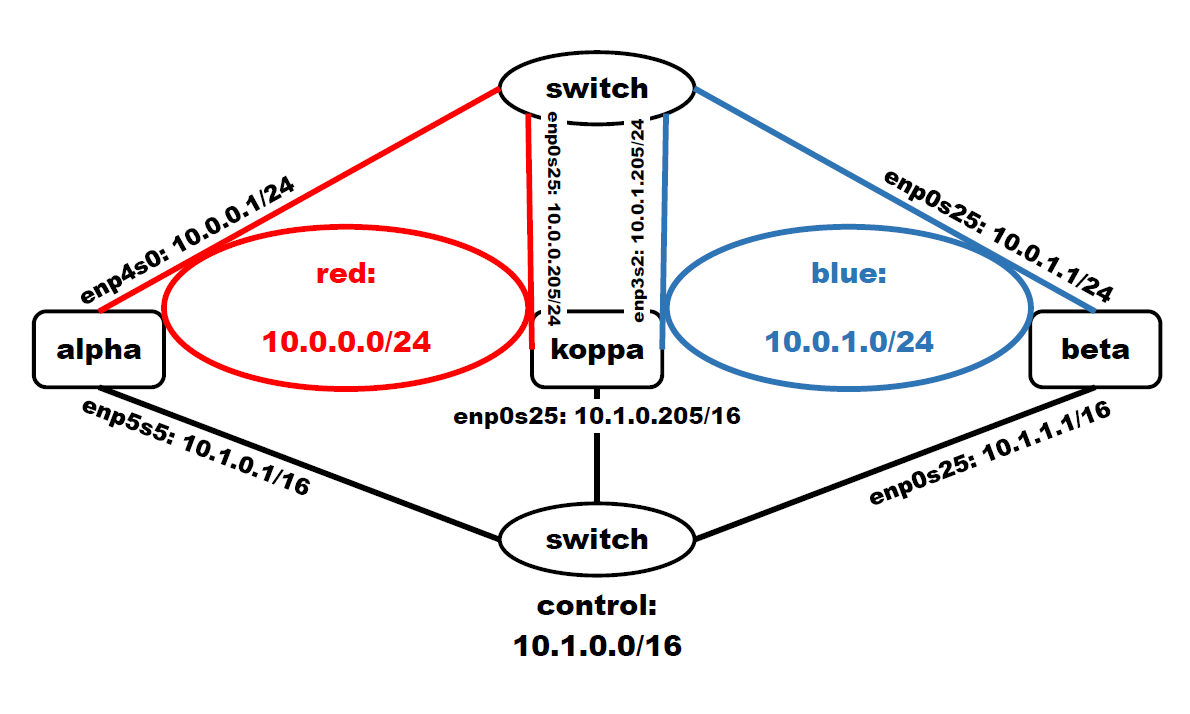 switch
enp4s0: 10.0.0.1/24
enp0s25: 10.0.0.205/24
enp3s2: 10.0.1.205/24
enp0s25: 10.0.1.1/24
red:
10.0.0.0/24
blue:
10.0.1.0/24
alpha
koppa
beta
enp5s5: 10.1.0.1/16
enp0s25: 10.1.0.205/16
enp0s25: 10.1.1.1/16
switch
control:
10.1.0.0/16